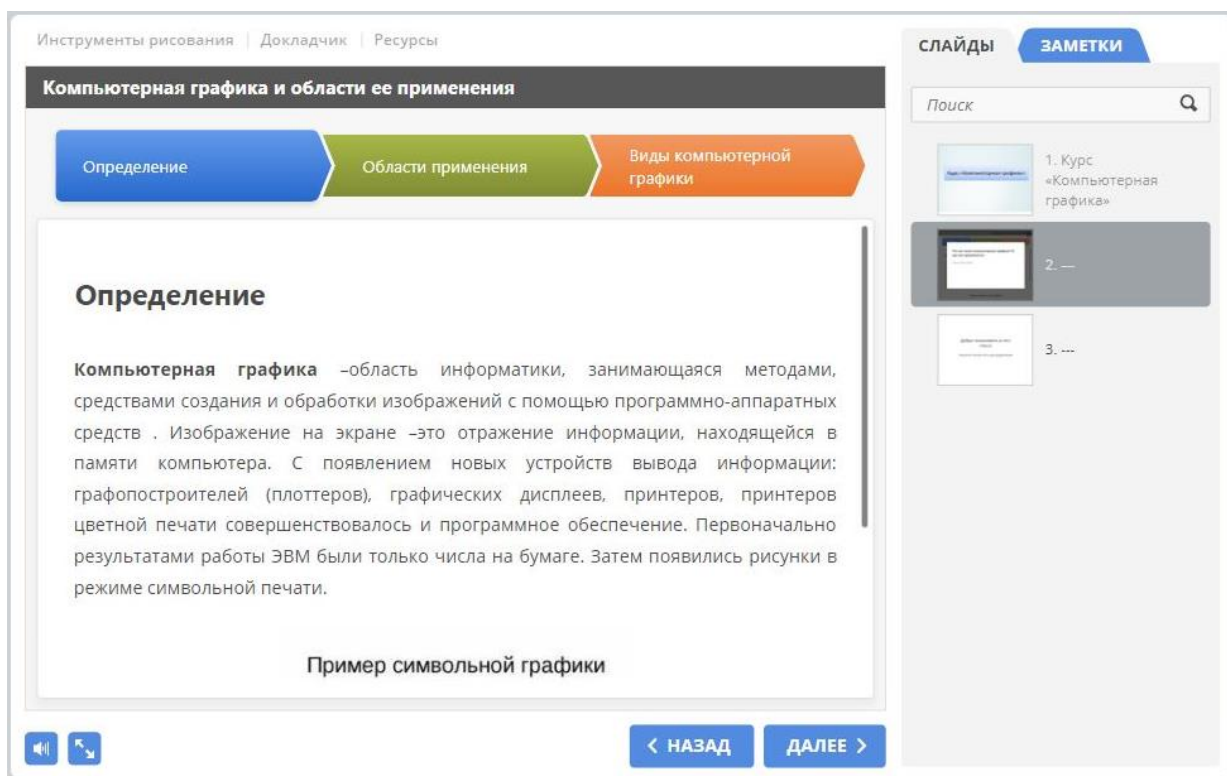 Инструменты рисования | Докладчик | Ресурсы
Компьютерная графика и области ее применения
Определение
Области применения
Виды компьютерной
графики
Определение
Компьютерная графика –область информатики, занимающаяся методами,
средствами создания и обработки изображений с помощью программно-аппаратных
средств . Изображение на экране –это отражение информации, находящейся в
памяти компьютера. С появлением новых устройств вывода информации:
графопостроителей (плоттеров), графических дисплеев, принтеров, принтеров
цветной печати совершенствовалось и программное обеспечение. Первоначально
результатами работы ЭВМ были только числа на бумаге. Затем появились рисунки в
режиме символьной печати.
Пример символьной графики
НАЗАД
ДАЛЕЕ
СЛАЙДЫ
ЗАМЕТКИ
Поиск
1. Курс
«Компьютерная
графика»
2. —
3. ---